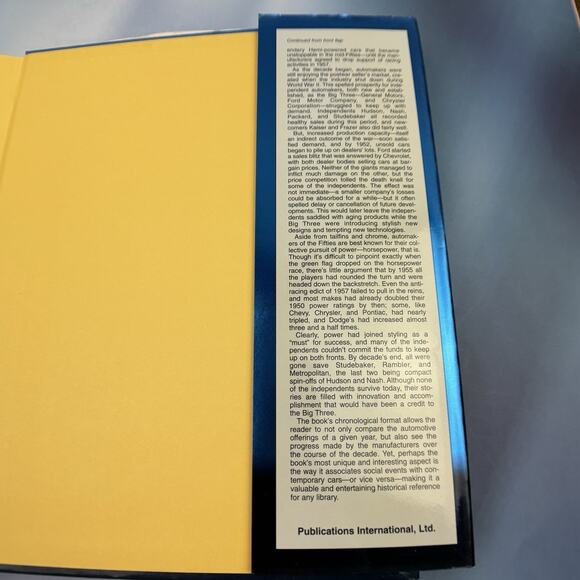 Continued from front flap
endary Hemi-powered cars that became
unstoppable in the mid-Fifties—until the man-
ufacturers agreed to drop support of racing
activities in 1957.
As the decade began, automakers were
still enjoying the postwar seller's market, cre-
ated when the industry shut down during
World War II. This spelled prosperity for inde-
pendent automakers, both new and estab-
lished, as the Big Three—General Motors,
Ford Motor Company, and Chrysler
Corporation—struggled to keep up with
demand. Independents Hudson, Nash,
Packard, and Studebaker all recorded
healthy sales during this period, and new-
comers Kaiser and Frazer also did fairly well.
But, increased production capacity—itself
an indirect outcome of the war—soon satis-
fied demand, and by 1952, unsold cars
began to pile up on dealers' lots. Ford started
a sales blitz that was answered by Chevrolet,
with both dealer bodies selling cars at bar-
gain prices. Neither of the giants managed to
inflict much damage on the other, but the
price competition tolled the death knell for
some of the independents. The effect was
not immediate—a smaller company's losses
could be absorbed for a while—but it often
spelled delay or cancellation of future devel-
opments. This would later leave the indepen-
dents saddled with aging products while the
Big Three were introducing stylish new
designs and tempting new technologies.
Aside from tailfins and chrome, automak-
ers of the Fifties are best known for their col-
lective pursuit of power—horsepower, that is.
Though it's difficult to pinpoint exactly when
the green flag dropped on the horsepower
race, there's little argument that by 1955 all
the players had rounded the turn and were
headed down the backstretch. Even the anti-
racing edict of 1957 failed to pull in the reins,
and most makes had already doubled their
1950 power ratings by then; some, like
Chevy, Chrysler, and Pontiac, had nearly
tripled, and Dodge's had increased almost
three and a half times.
Clearly, power had joined styling as a
"must" for success, and many of the inde-
pendents couldn't commit the funds to keep
up on both fronts. By decade's end, all were
gone save Studebaker, Rambler, and
Metropolitan, the last two being compact
spin-offs of Hudson and Nash. Although none
of the independents survive today, their sto-
ries are filled with innovation and accom-
plishment that would have been a credit to
the Big Three.
The book's chronological format allows the
reader to not only compare the automotive
offerings of a given year, but also see the
progress made by the manufacturers over
the course of the decade. Yet, perhaps the
book's most unique and interesting aspect is
the way it associates social events with con-
temporary cars—or vice versa—making it a
valuable and entertaining historical reference
for any library.
Publications International, Ltd.